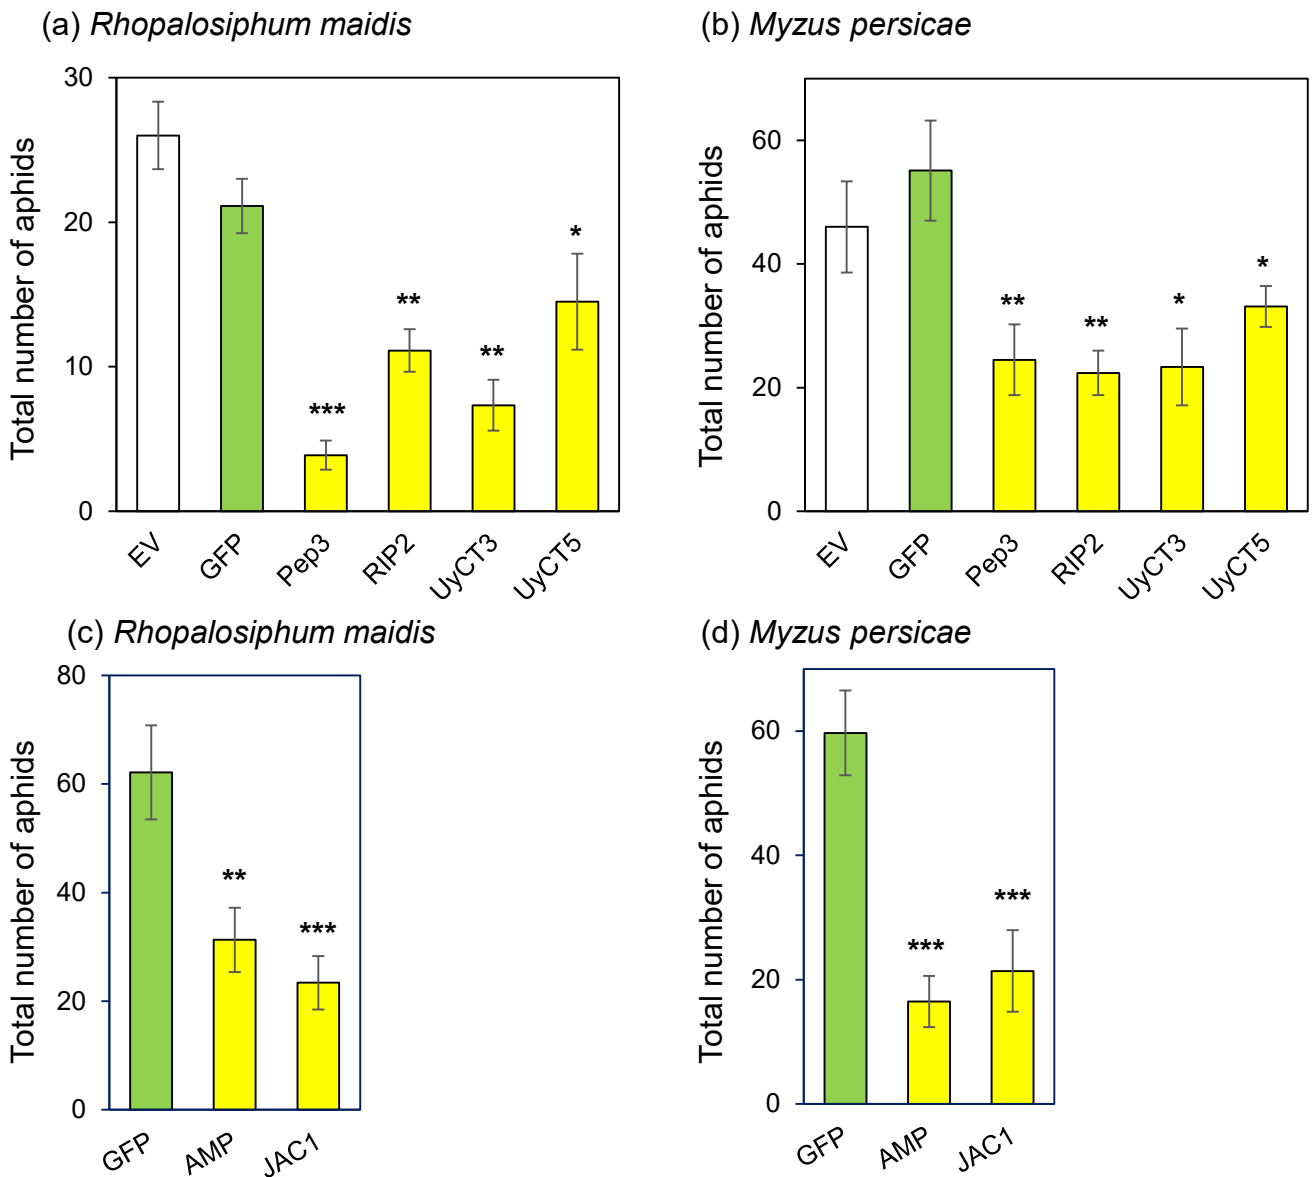 (a) Rhopalosiphum maidis
Total number of aphids
30
20
10
0
***
**
**
*
EV
GFP
Pep3
RIP2
UyCT3
UyCT5
(b) Myzus persicae
Total number of aphids
60
40
20
0
**
**
*
*
EV
GFP
Pep3
RIP2
UyCT3
UyCT5
(c) Rhopalosiphum maidis
Total number of aphids
80
60
40
20
0
**
***
GFP
AMP
JAC1
(d) Myzus persicae
Total number of aphids
60
40
20
0
***
***
GFP
AMP
JAC1